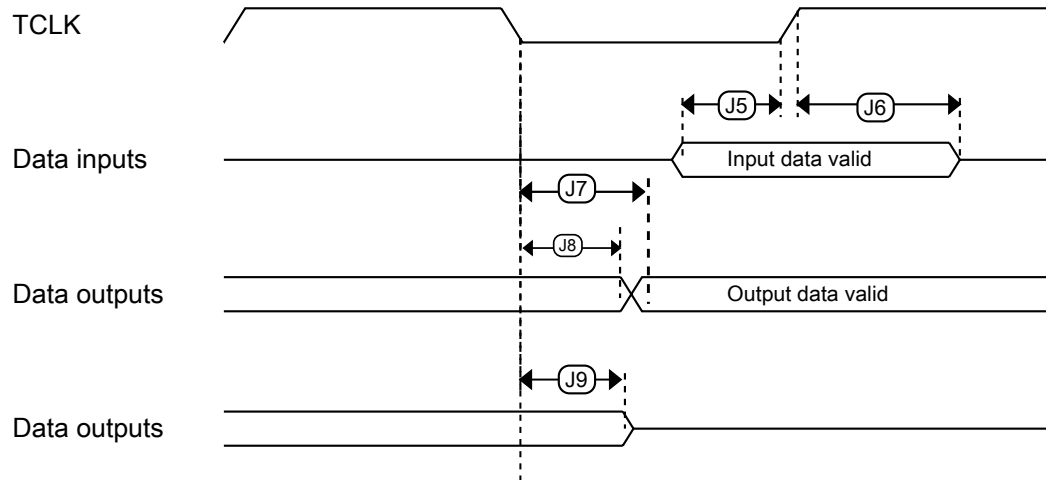 TCLK
J5
J6
Data inputs
Input data valid
J7
J8
Data outputs
Output data valid
J9
Data outputs